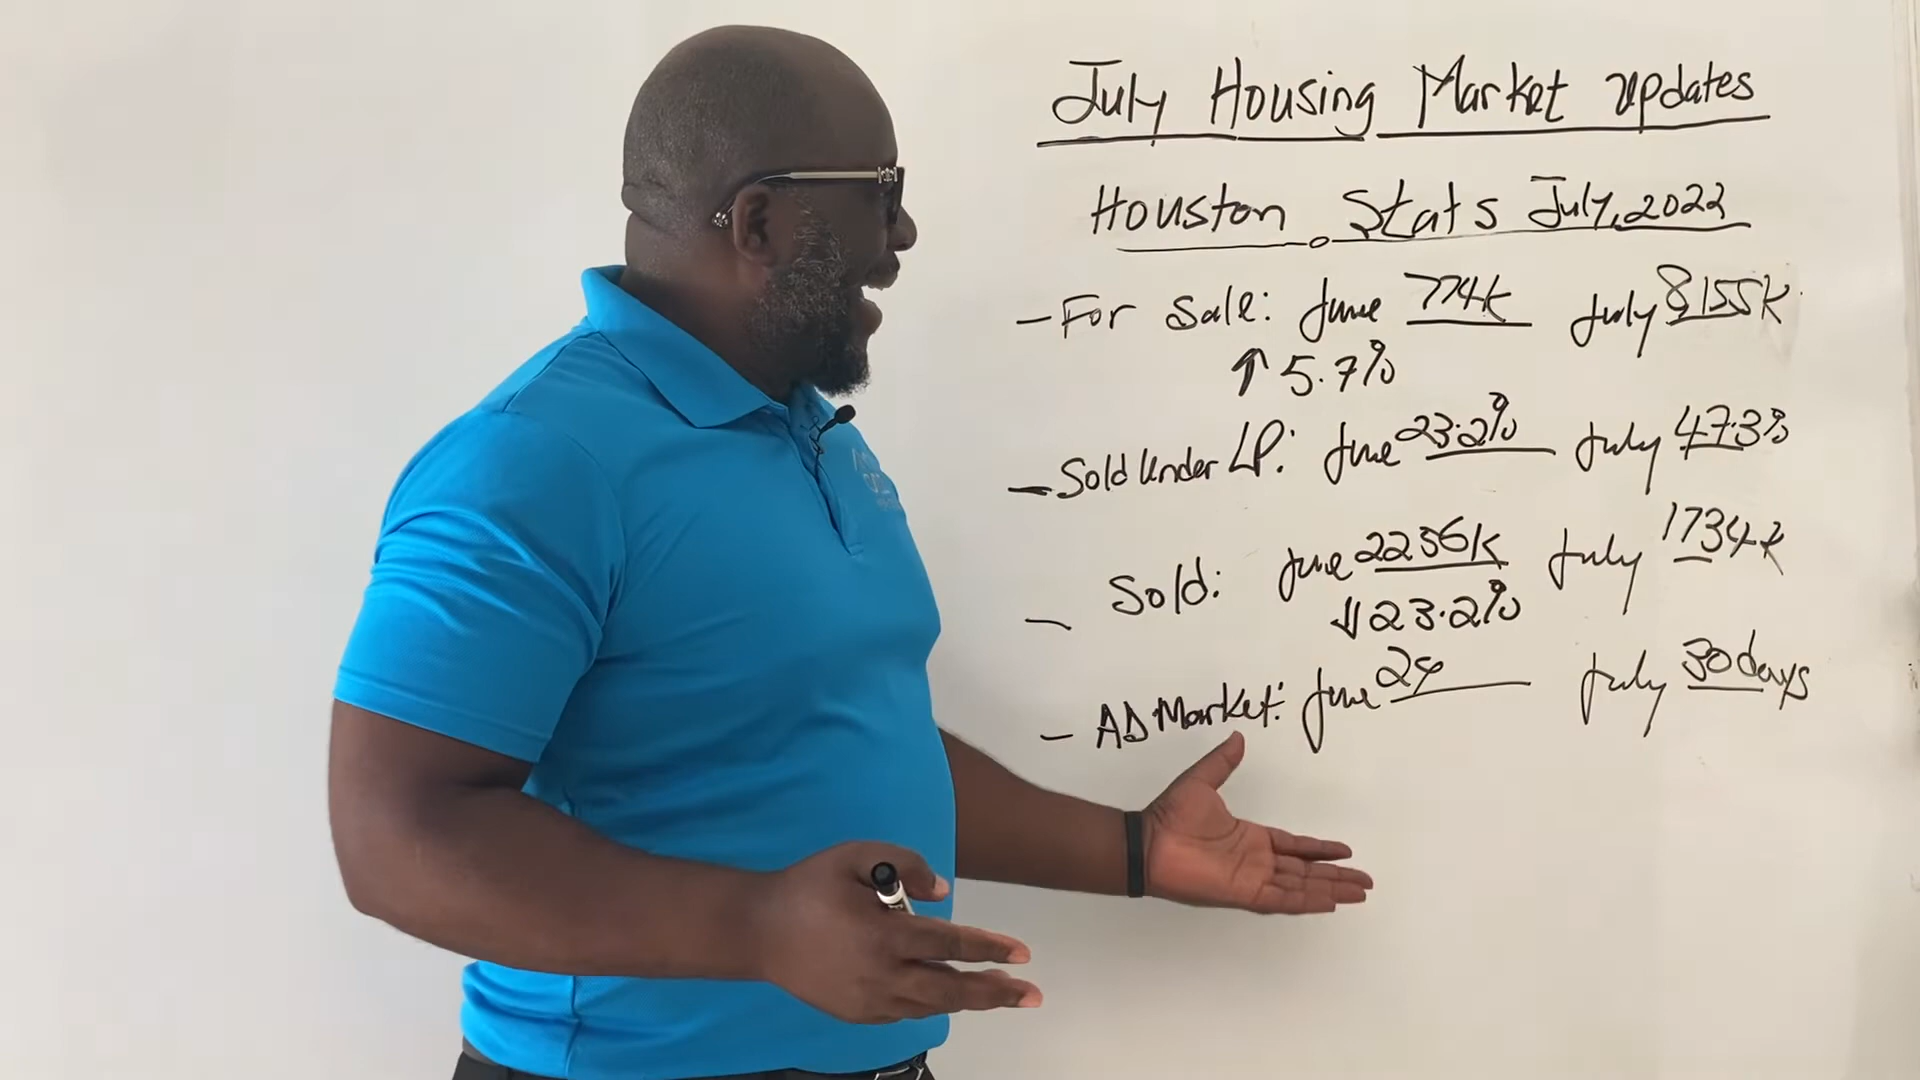 July Housing Market updates
Houston Stats July, 2022
- For Sale: June 774k July 8155k
↑ 5.7%
- Sold Under LP: June 23.2% July 47.3%
- Sold: June 2256k July 1734k
↓ 23.2%
- AD Market: June 24 July 30 days